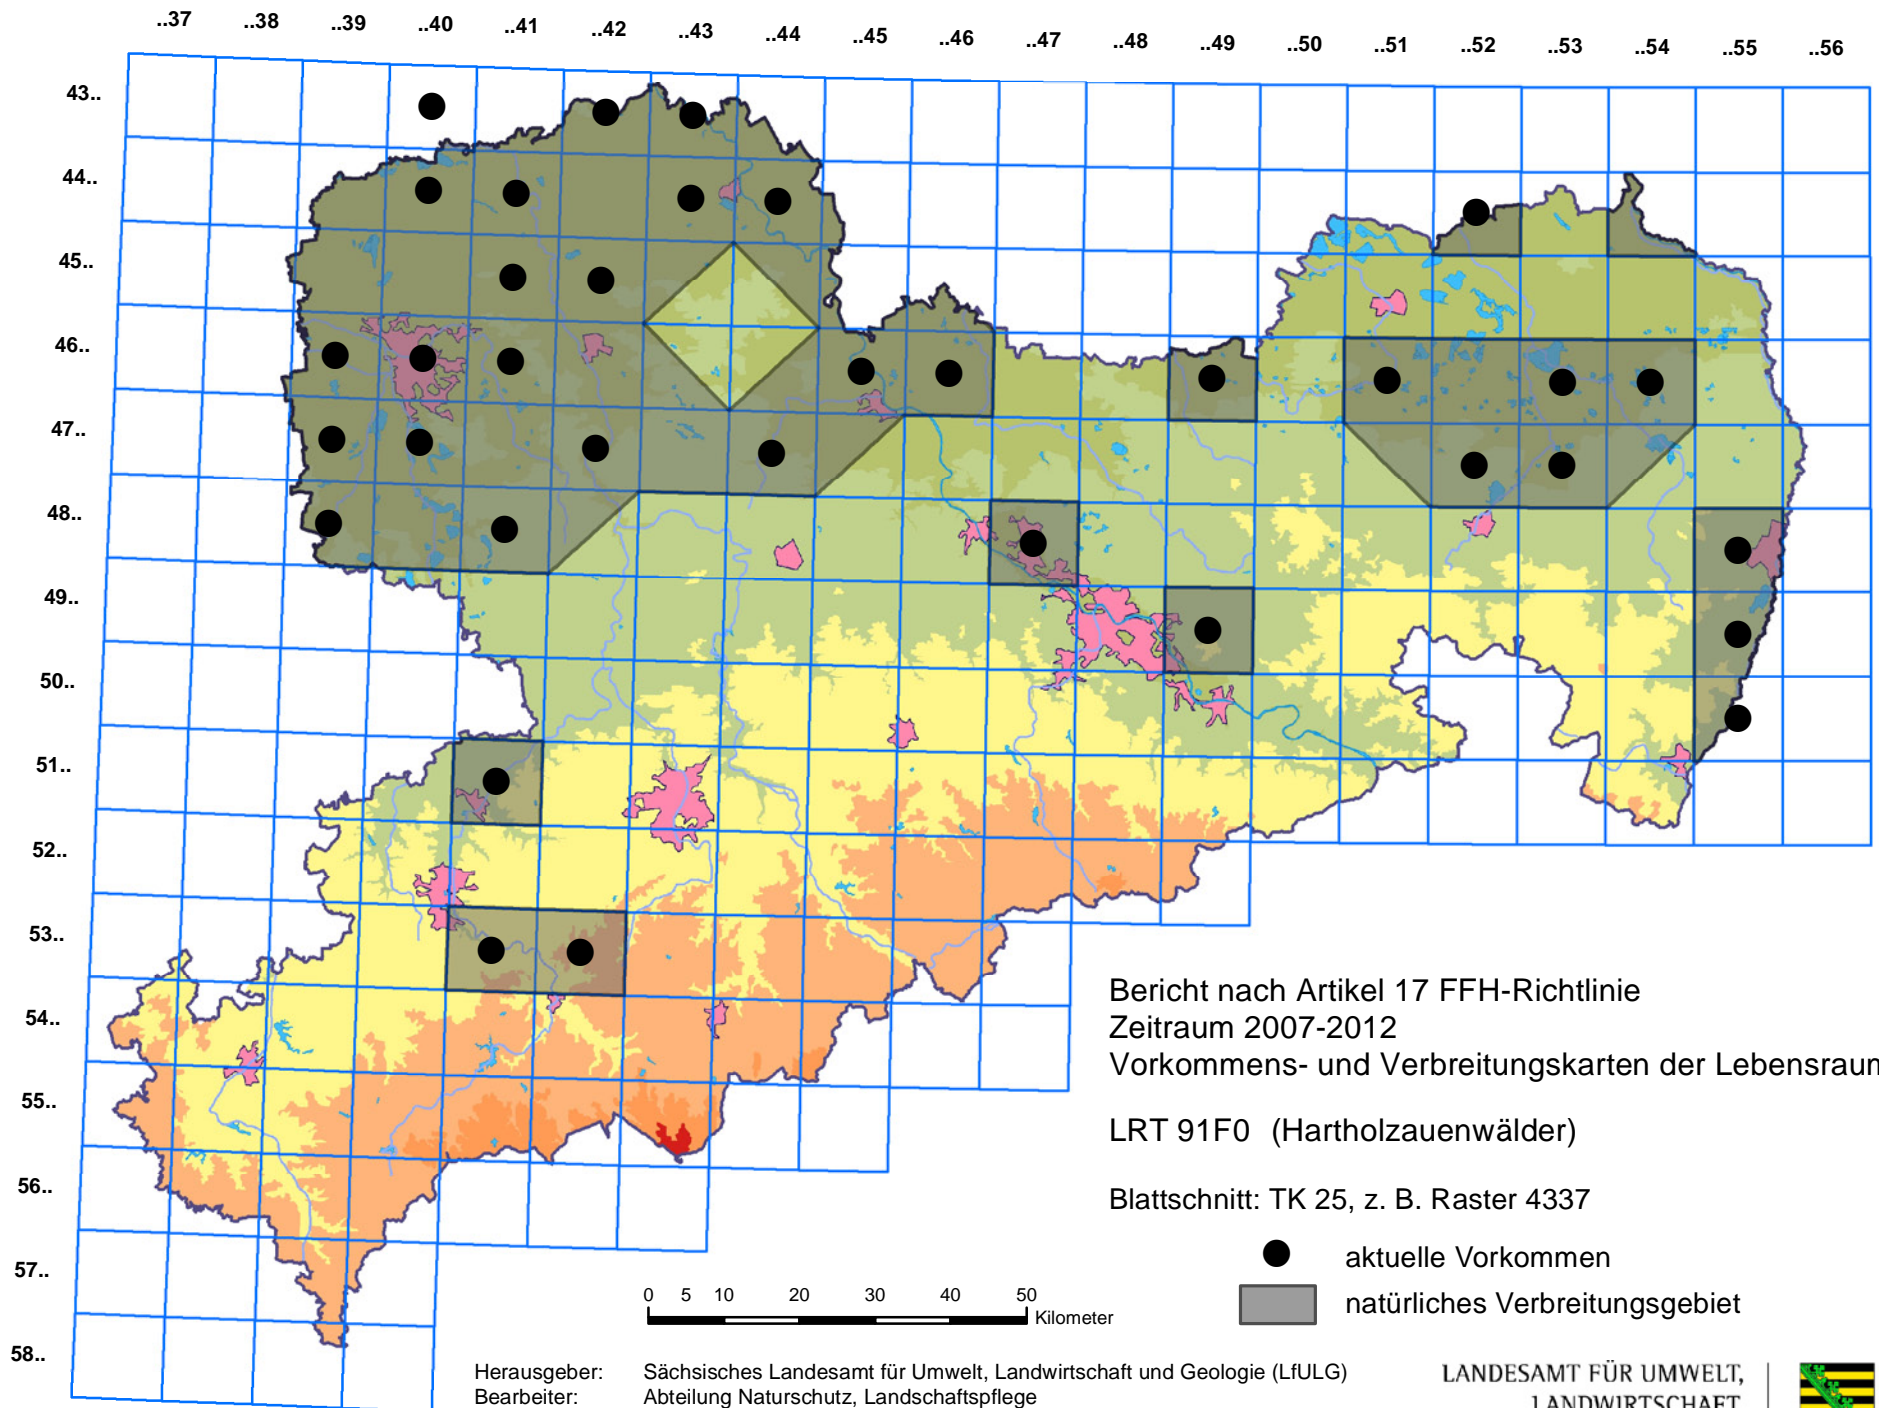 ..37 ..38 ..39 ..40 ..41 ..42 ..43 ..44 ..45 ..46 ..47 ..48 ..49 ..50 ..51 ..52 ..53 ..54 ..55 ..56
43..
44..
45..
46..
47..
48..
49..
50..
51..
52..
53..
54..
55..
56..
57..
58..
Bericht nach Artikel 17 FFH-Richtlinie
Zeitraum 2007-2012
Vorkommens- und Verbreitungskarten der Lebensraum
LRT 91F0 (Hartholzauenwälder)
Blattschnitt: TK 25, z. B. Raster 4337
aktuelle Vorkommen
natürliches Verbreitungsgebiet
0 5 10 20 30 40 50
Kilometer
Herausgeber: Sächsisches Landesamt für Umwelt, Landwirtschaft und Geologie (LfULG)
Bearbeiter: Abteilung Naturschutz, Landschaftspflege
LANDESAMT FÜR UMWELT,
LANDWIRTSCHAFT